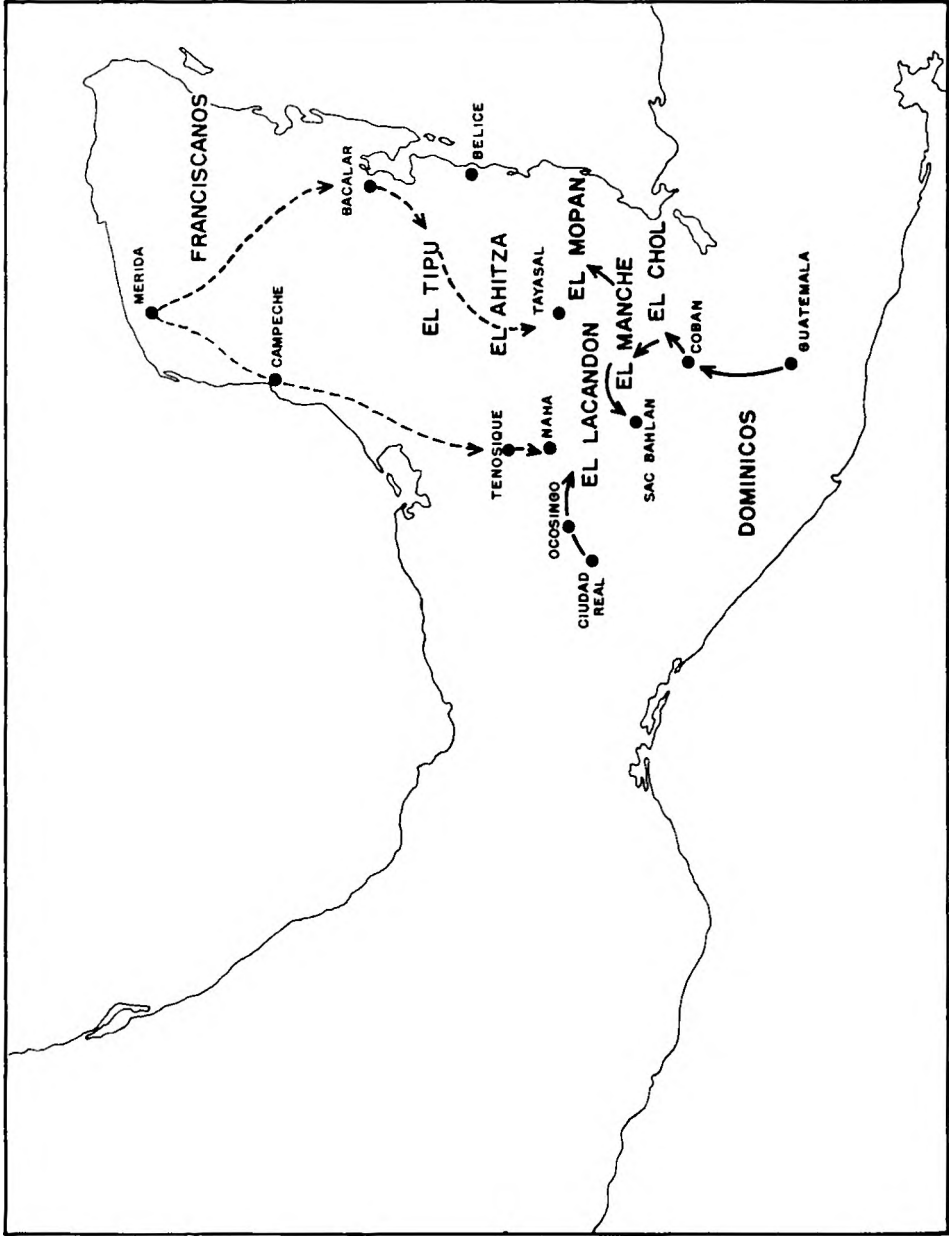 MERIDA
FRANCISCANOS
CAMPECHE
BACALAR
BELICE
EL TIPU
EL AHITZA
TAYASAL
EL MOPAN
TENOSIQUE
NAHA
EL LACANDON
EL MANCHE
EL CHOL
OCOSINGO
CIUDAD
REAL
SAC BAHLAN
COBAN
GUATEMALA
DOMINICOS